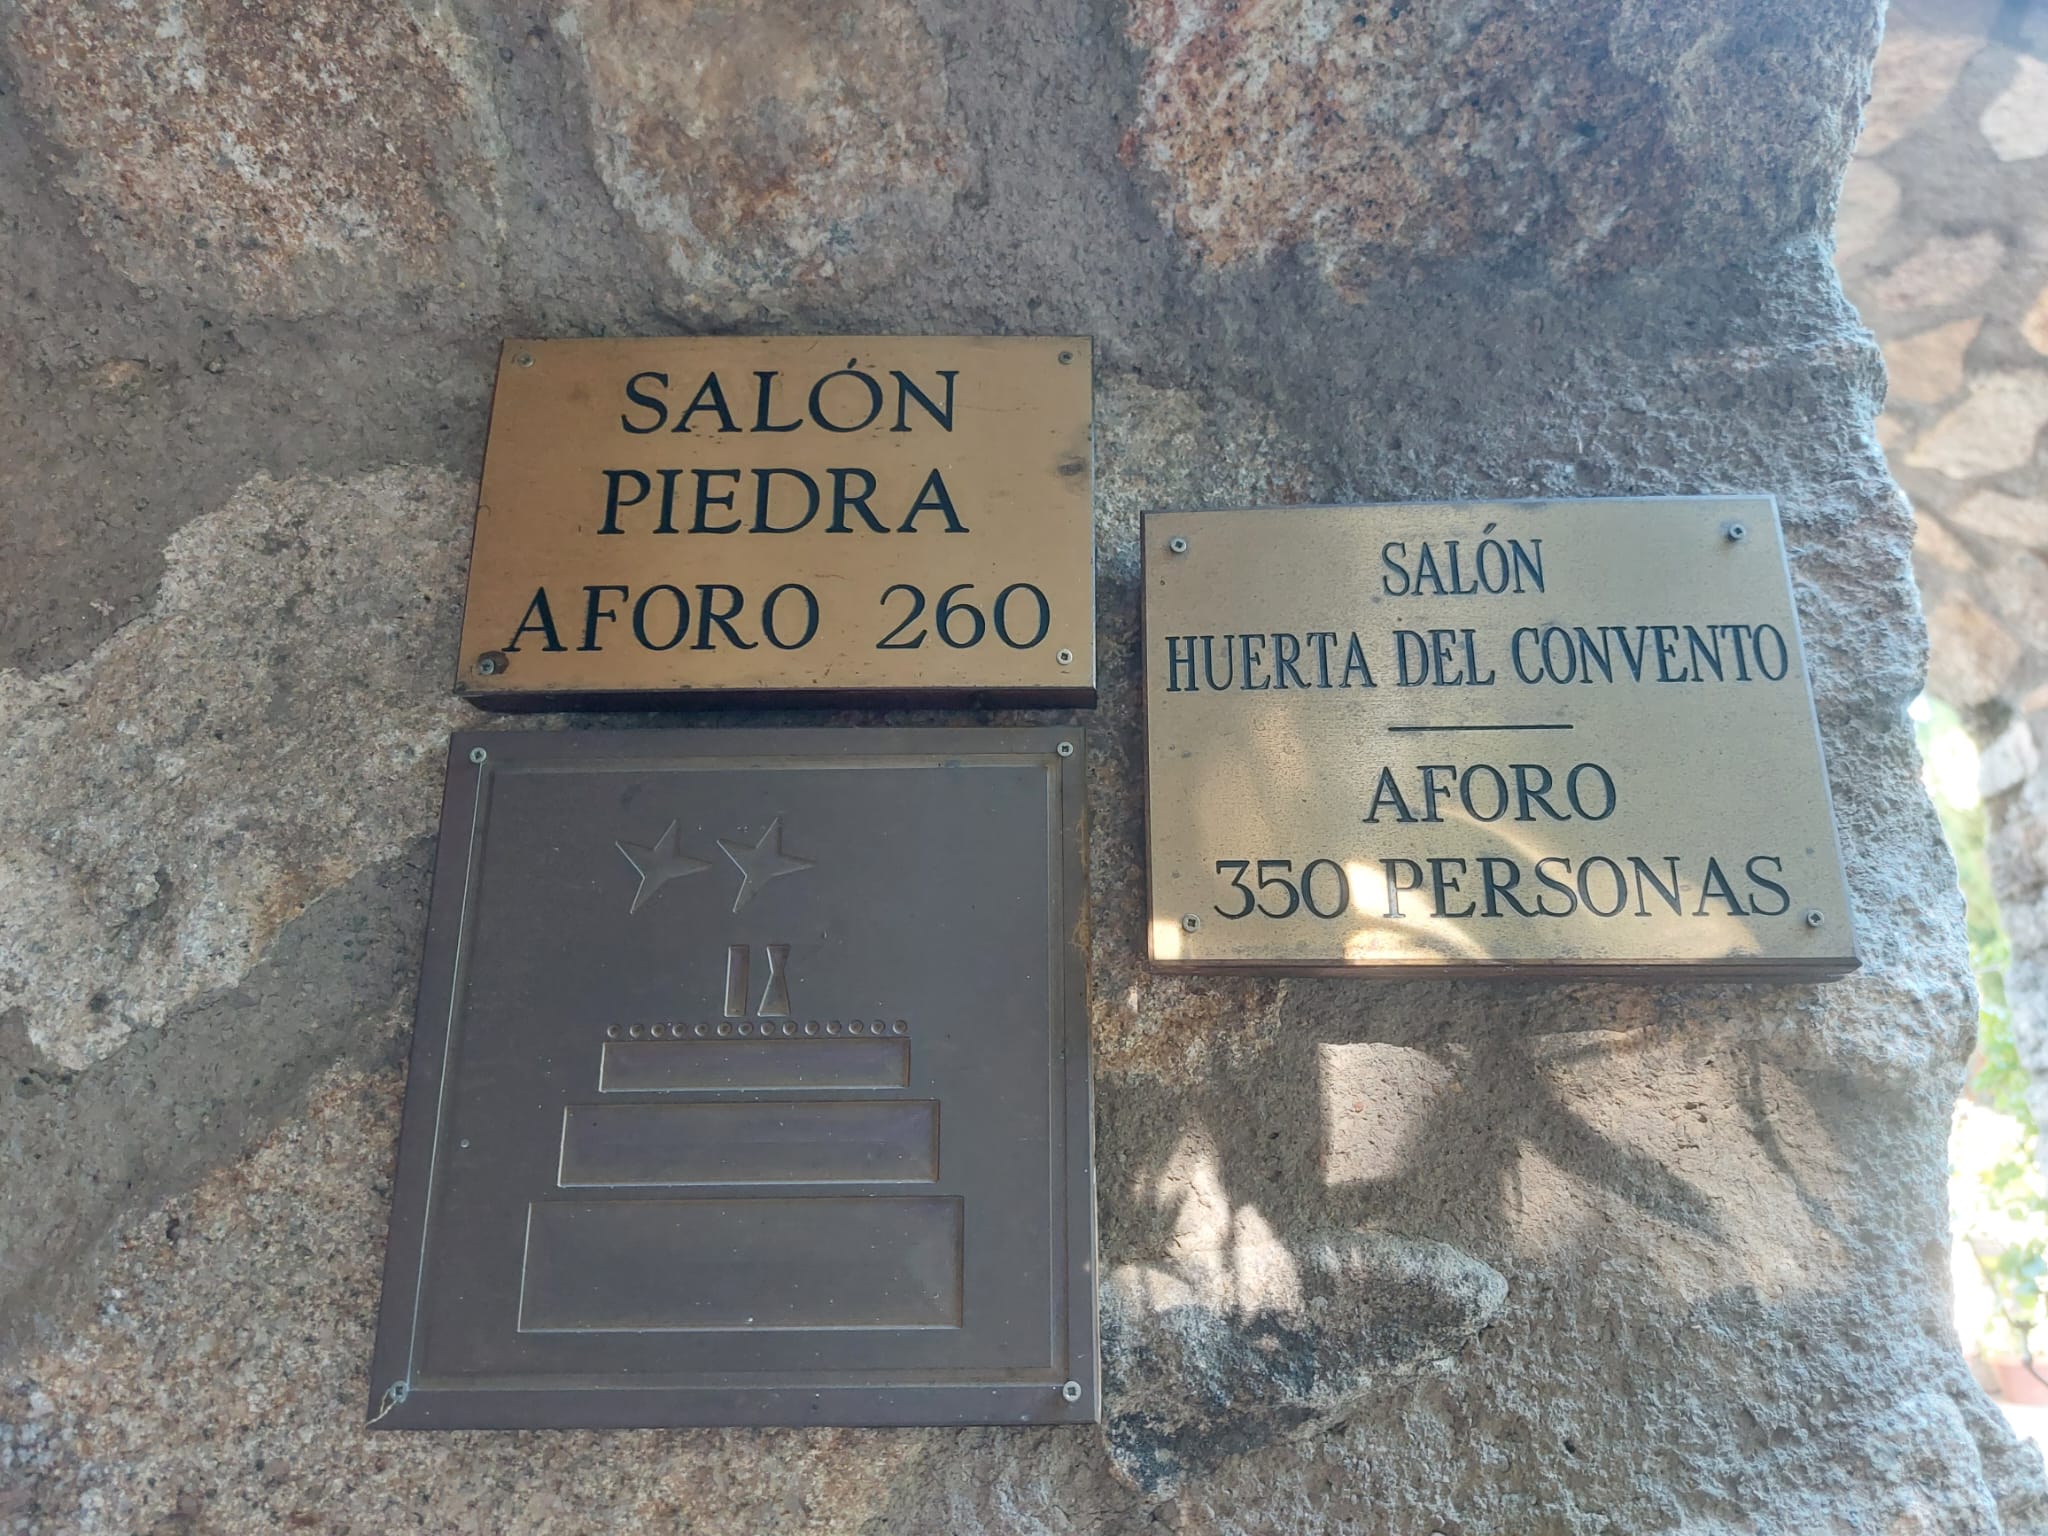 SALÓN
PIEDRA
AFORO 260
SALÓN
HUERTA DEL CONVENTO
AFORO
350 PERSONAS